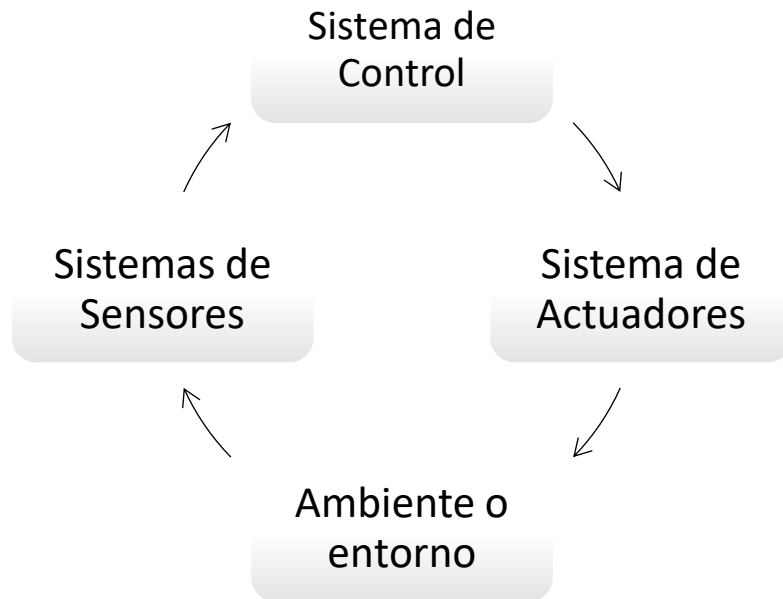 Sistema de
Control
Sistemas de
Sensores
Sistema de
Actuadores
Ambiente o
entorno